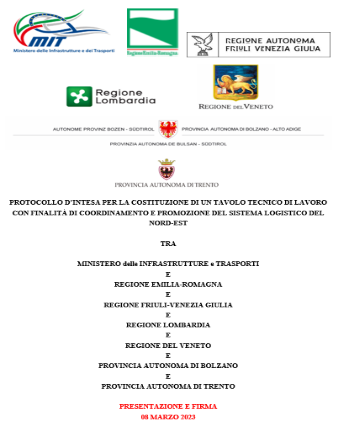 MIT
Ministero delle Infrastrutture e dei Trasporti
Regione Emilia-Romagna
REGIONE AUTONOMA
FRIULI VENEZIA GIULIA
Regione
Lombardia
REGIONE DEL VENETO
AUTONOME PROVINZ BOZEN - SÜDTIROL
PROVINCIA AUTONOMA DI BOLZANO - ALTO ADIGE
PROVINZIA AUTONOMA DE BULSAN - SÜDTIROL
PROVINCIA AUTONOMA DI TRENTO
PROTOCOLLO D'INTESA PER LA COSTITUZIONE DI UN TAVOLO TECNICO DI LAVORO
CON FINALITÀ DI COORDINAMENTO E PROMOZIONE DEL SISTEMA LOGISTICO DEL
NORD-EST
TRA
MINISTERO delle INFRASTRUTTURE e TRASPORTI
E
REGIONE EMILIA-ROMAGNA
E
REGIONE FRIULI-VENEZIA GIULIA
E
REGIONE LOMBARDIA
E
REGIONE DEL VENETO
E
PROVINCIA AUTONOMA DI BOLZANO
E
PROVINCIA AUTONOMA DI TRENTO
PRESENTAZIONE E FIRMA
08 MARZO 2023